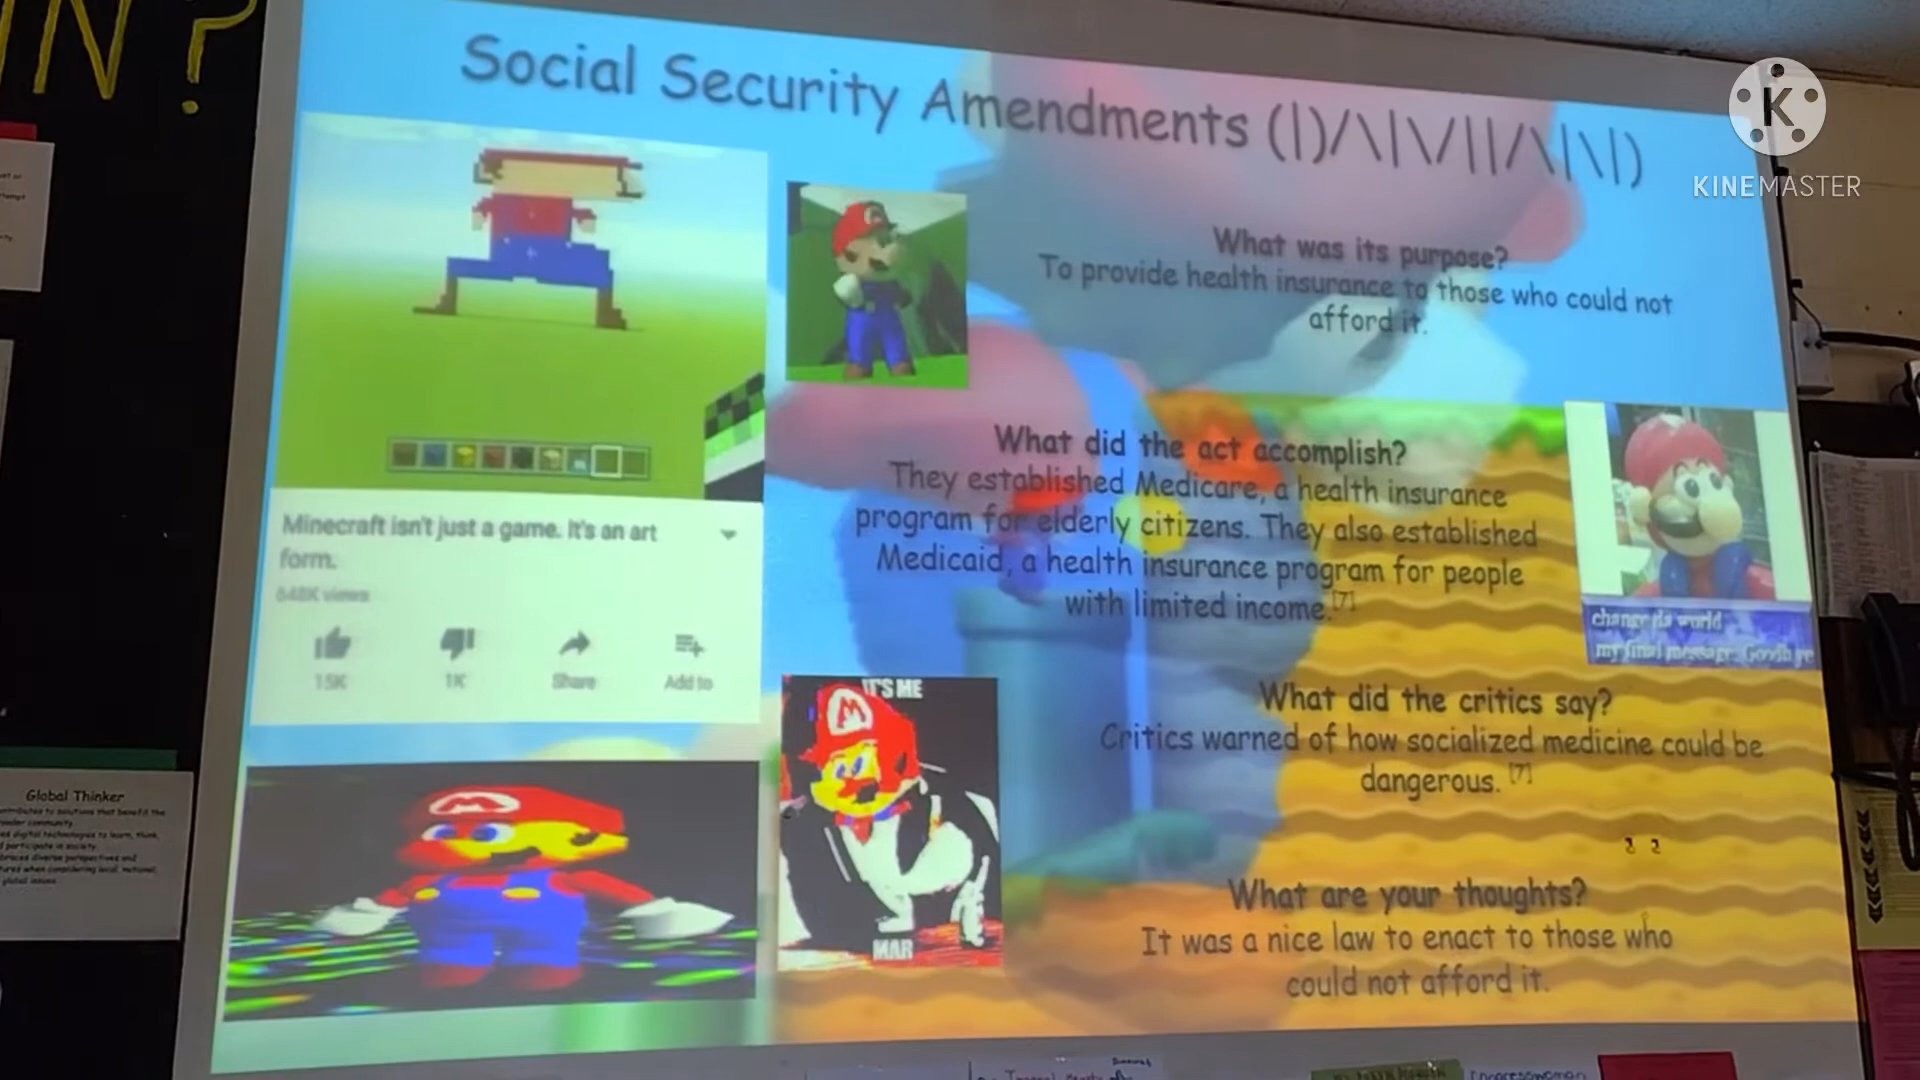 IN?
Social Security Amendments (|)/\|\/||/\|\|)
KINEMASTER
What was its purpose?
To provide health insurance to those who could not
afford it.
What did the act accomplish?
They established Medicare, a health insurance
program for elderly citizens. They also established
Medicaid, a health insurance program for people
with limited income.[7]
Minecraft isn't just a game. It's an art
form.
648K views
15K
1K
Share
Add to
change da world
my final message. Goodb ye
IT'S ME
MAR
What did the critics say?
Critics warned of how socialized medicine could be
dangerous. [7]
What are your thoughts?
It was a nice law to enact to those who
could not afford it.
Global Thinker